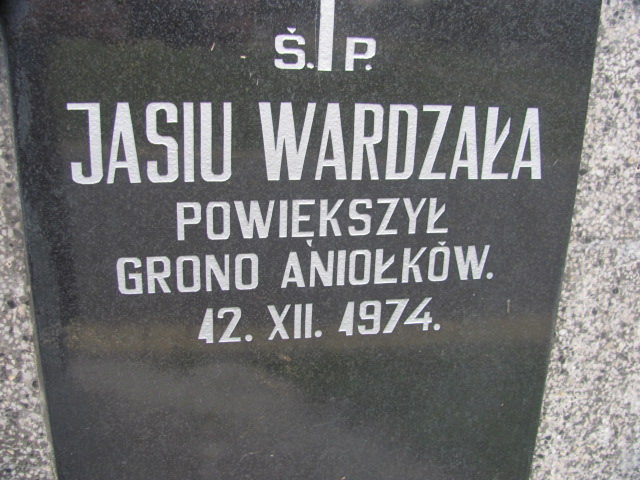 Ś.P.
JASIU WARDZAŁA
POWIĘKSZYŁ
GRONO ANIOŁKÓW.
12. XII. 1974.